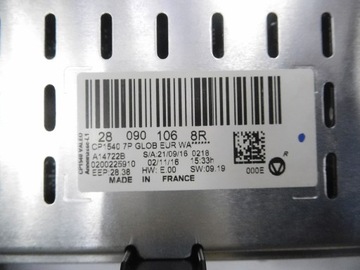 28 090 106 8R
CP1540 7P GLOB EUR WA*****
A14722B S/A:21/09/16 0218
0200225910 02/11/16 15:33h
REP:28.38 HW:E.00 SW:09.19 000E
MADE IN FRANCE
R